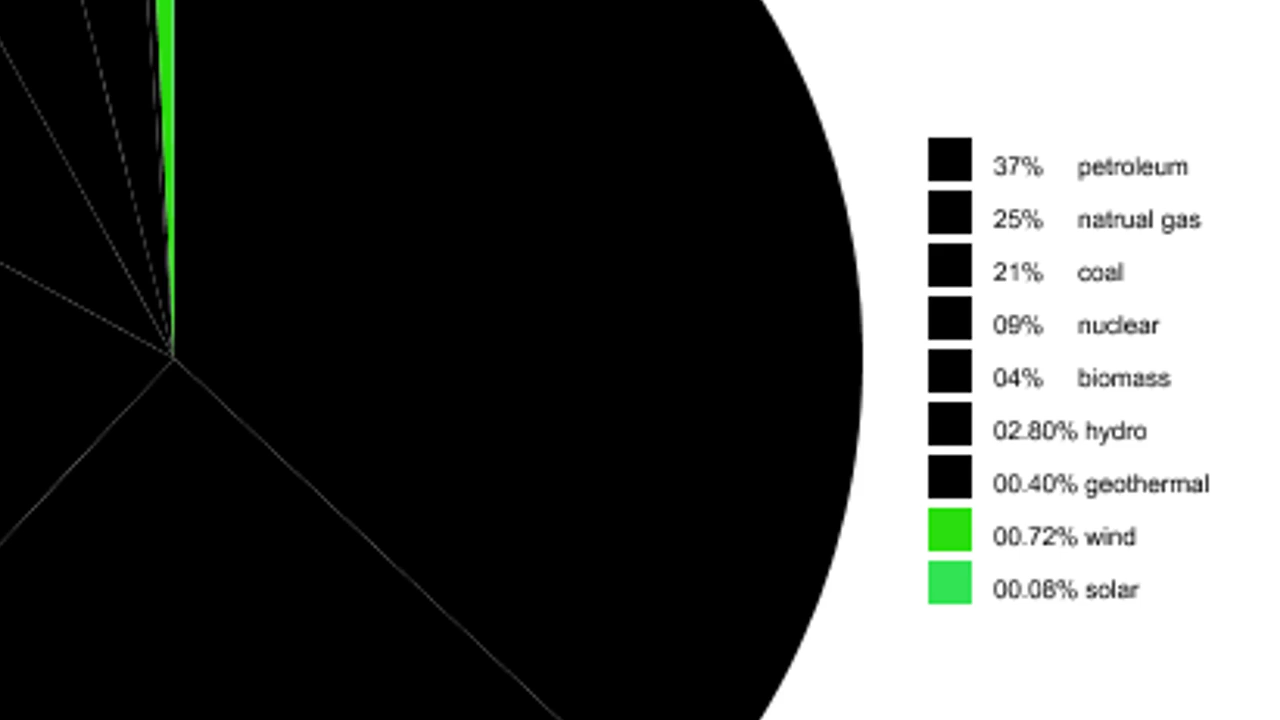 37% petroleum
25% natrual gas
21% coal
09% nuclear
04% biomass
02.80% hydro
00.40% geothermal
00.72% wind
00.08% solar